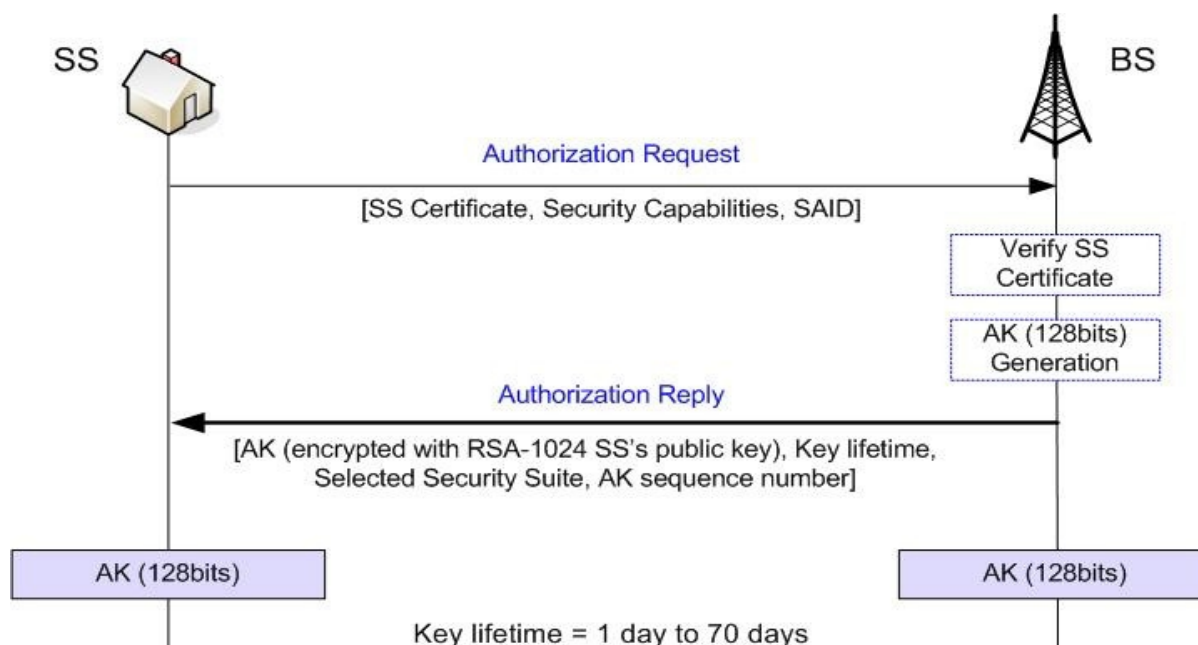 SS
BS
Authorization Request
[SS Certificate, Security Capabilities, SAID]
Verify SS
Certificate
AK (128bits)
Generation
Authorization Reply
[AK (encrypted with RSA-1024 SS's public key), Key lifetime,
Selected Security Suite, AK sequence number]
AK (128bits)
AK (128bits)
Key lifetime = 1 day to 70 days